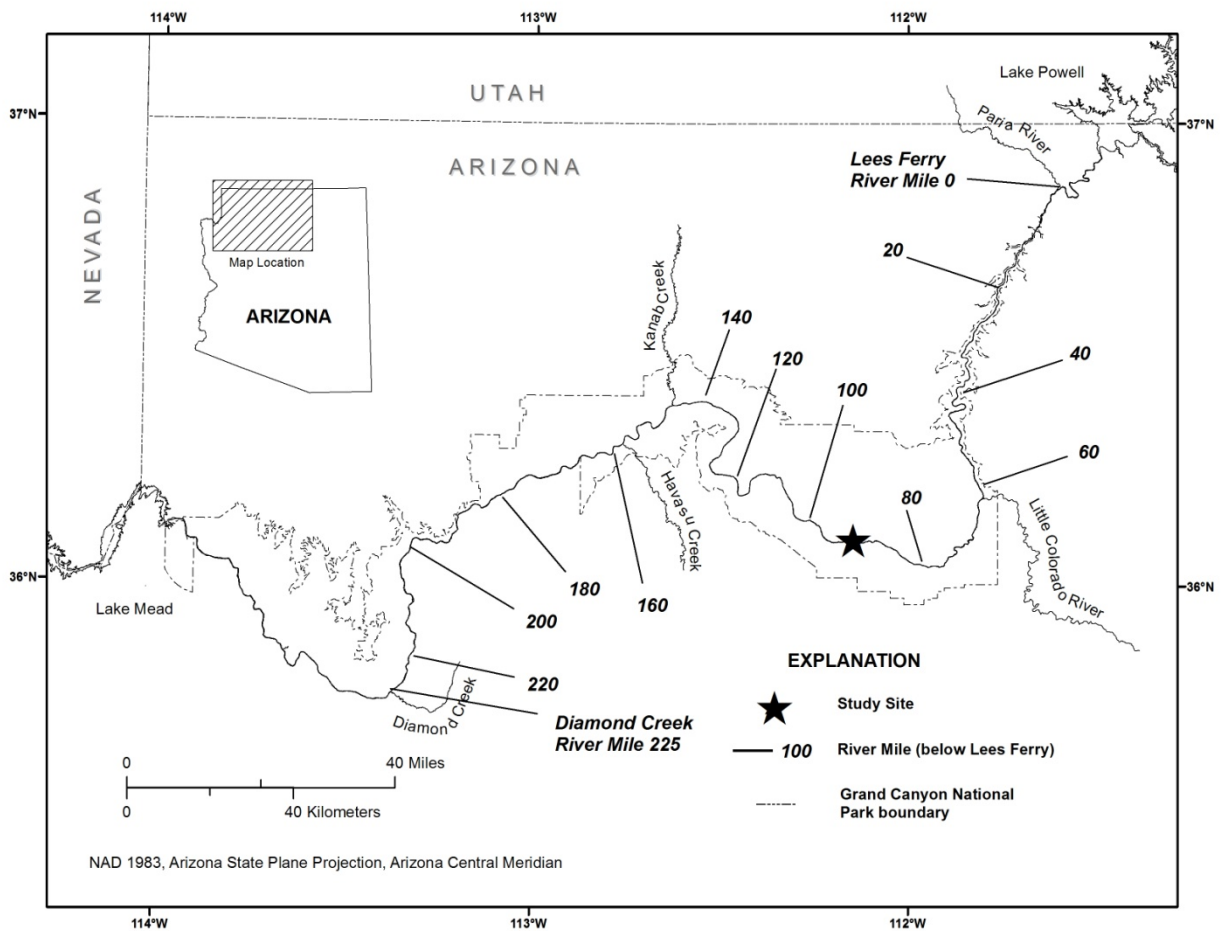 114°W
113°W
112°W
Lake Powell
UTAH
37°N
37°N
Paria River
ARIZONA
Lees Ferry
River Mile 0
NEVADA
20
Map Location
Kanab Creek
ARIZONA
140
40
120
100
60
80
Havasu Creek
Little Colorado River
36°N
36°N
180
160
Lake Mead
200
EXPLANATION
220
Study Site
Diamond Creek
Diamond Creek
River Mile 225
100
River Mile (below Lees Ferry)
0
40 Miles
0
40 Kilometers
Grand Canyon National
Park boundary
NAD 1983, Arizona State Plane Projection, Arizona Central Meridian
114°W
113°W
112°W